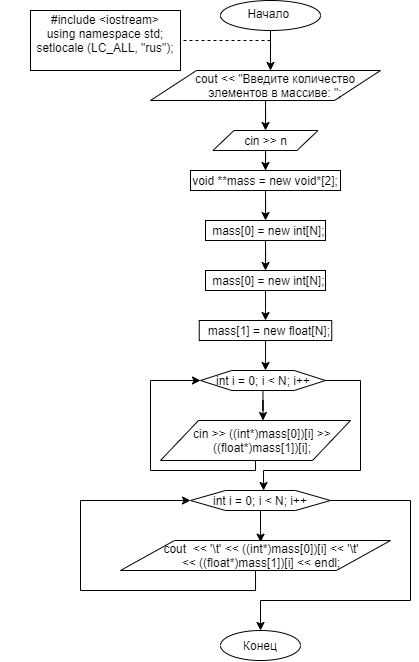 #include <iostream>
using namespace std;
setlocale (LC_ALL, "rus");
Начало
cout << "Введите количество
элементов в массиве: ";
cin >> n
void **mass = new void*[2];
mass[0] = new int[N];
mass[0] = new int[N];
mass[1] = new float[N];
int i = 0; i < N; i++
cin >> ((int*)mass[0])[i] >>
((float*)mass[1])[i];
int i = 0; i < N; i++
cout << '\t' << ((int*)mass[0])[i] << '\t'
<< ((float*)mass[1])[i] << endl;
Конец